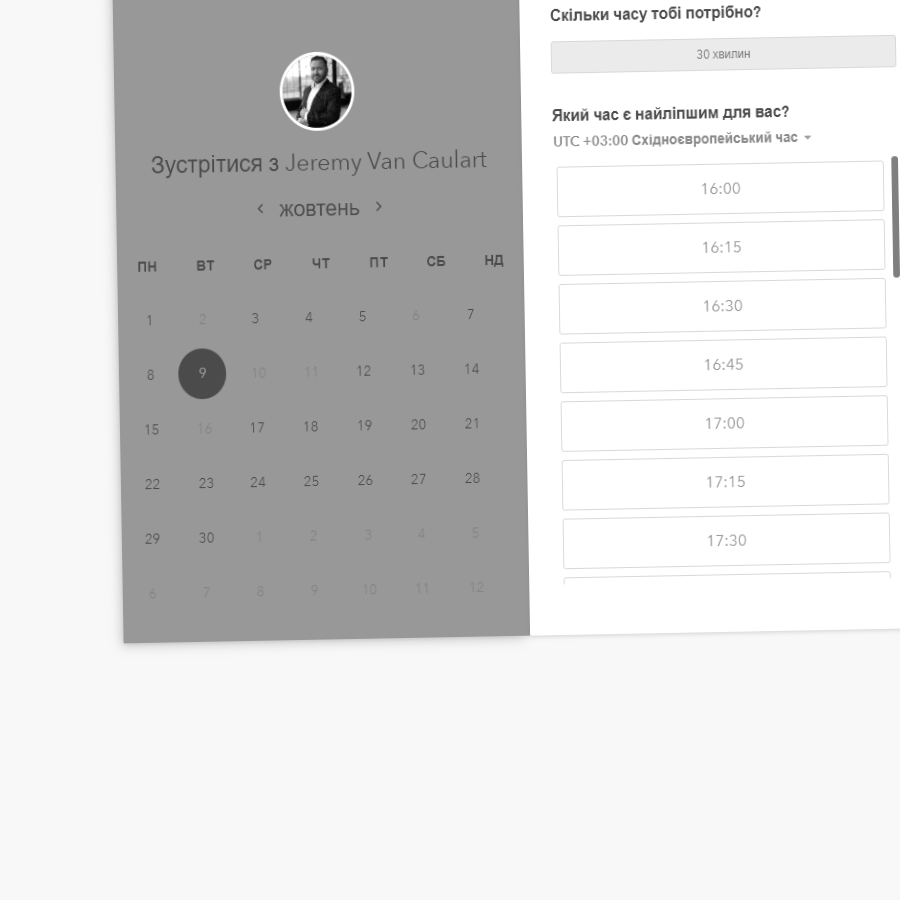 Зустрітися з Jeremy Van Caulart
жовтень
ПН ВТ СР ЧТ ПТ СБ НД
1 2 3 4 5 6 7
8 9 10 11 12 13 14
15 16 17 18 19 20 21
22 23 24 25 26 27 28
29 30 1 2 3 4 5
6 7 8 9 10 11 12
Скільки часу тобі потрібно?
30 хвилин
Який час є найліпшим для вас?
UTC +03:00 Східноєвропейський час
16:00
16:15
16:30
16:45
17:00
17:15
17:30